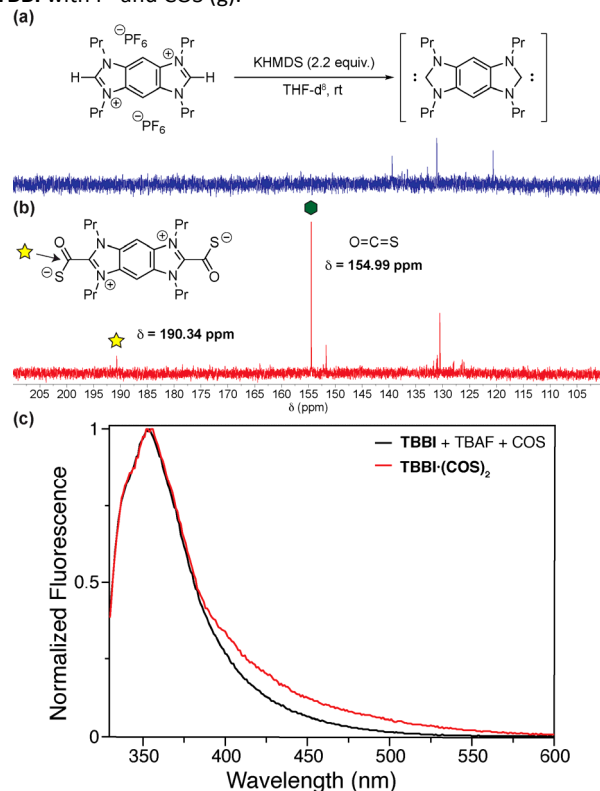 TBBI with F⁻ and COS (g).
(a)
⊖PF6
Pr Pr
N N⊕
H H
N⊕ N
Pr Pr
⊖PF6
KHMDS (2.2 equiv.)
THF-d⁸, rt
Pr Pr
N N
: :
N N
Pr Pr
(b)
Pr Pr
O N N⊕ S⊖
⊖S N⊕ N O
Pr Pr
O=C=S
δ = 154.99 ppm
δ = 190.34 ppm
205 200 195 190 185 180 175 170 165 160 155 150 145 140 135 130 125 120 115 110 105
δ (ppm)
(c)
1
TBBI + TBAF + COS
TBBI·(COS)2
Normalized Fluorescence
0.5
0
350 400 450 500 550 600
Wavelength (nm)